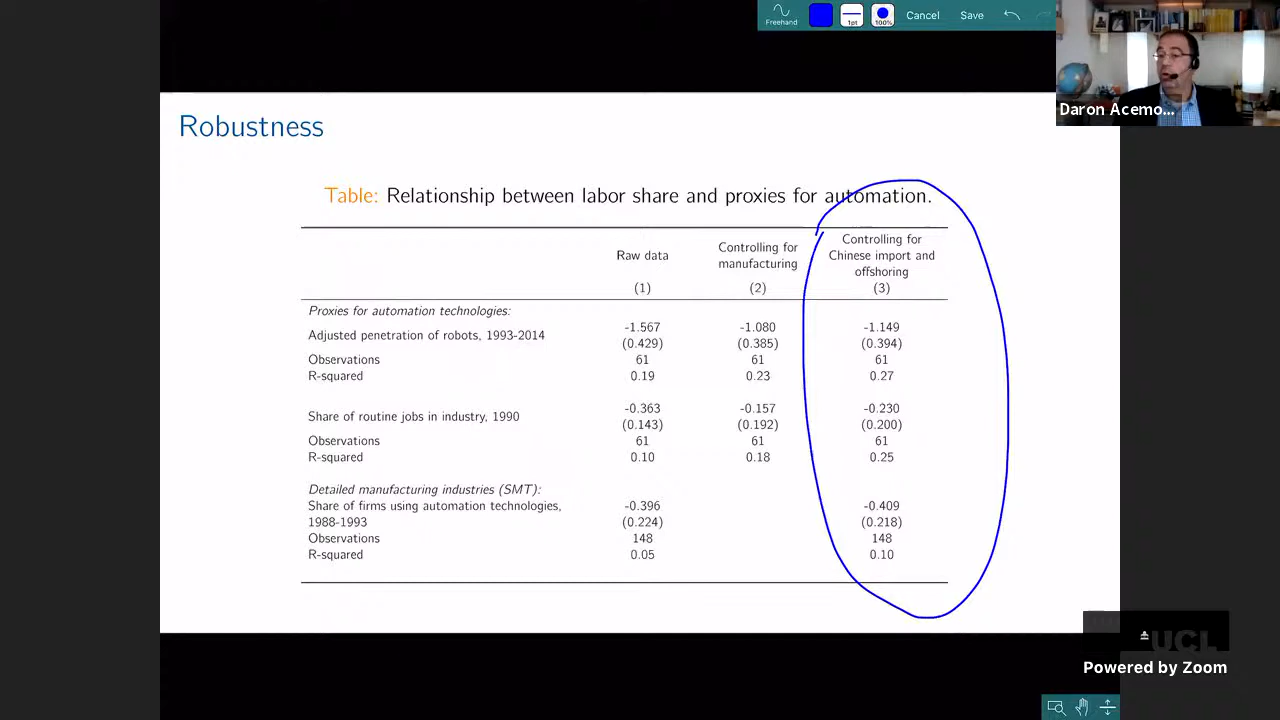 Freehand
1pt
100%
Cancel
Save
Daron Acemo...
Robustness
Table: Relationship between labor share and proxies for automation.
Raw data
Controlling for
manufacturing
Controlling for
Chinese import and
offshoring
(1) (2) (3)
Proxies for automation technologies:
Adjusted penetration of robots, 1993-2014 -1.567 -1.080 -1.149
(0.429) (0.385) (0.394)
Observations 61 61 61
R-squared 0.19 0.23 0.27
Share of routine jobs in industry, 1990 -0.363 -0.157 -0.230
(0.143) (0.192) (0.200)
Observations 61 61 61
R-squared 0.10 0.18 0.25
Detailed manufacturing industries (SMT):
Share of firms using automation technologies, -0.396 -0.409
1988-1993 (0.224) (0.218)
Observations 148 148
R-squared 0.05 0.10
UCL
Powered by Zoom